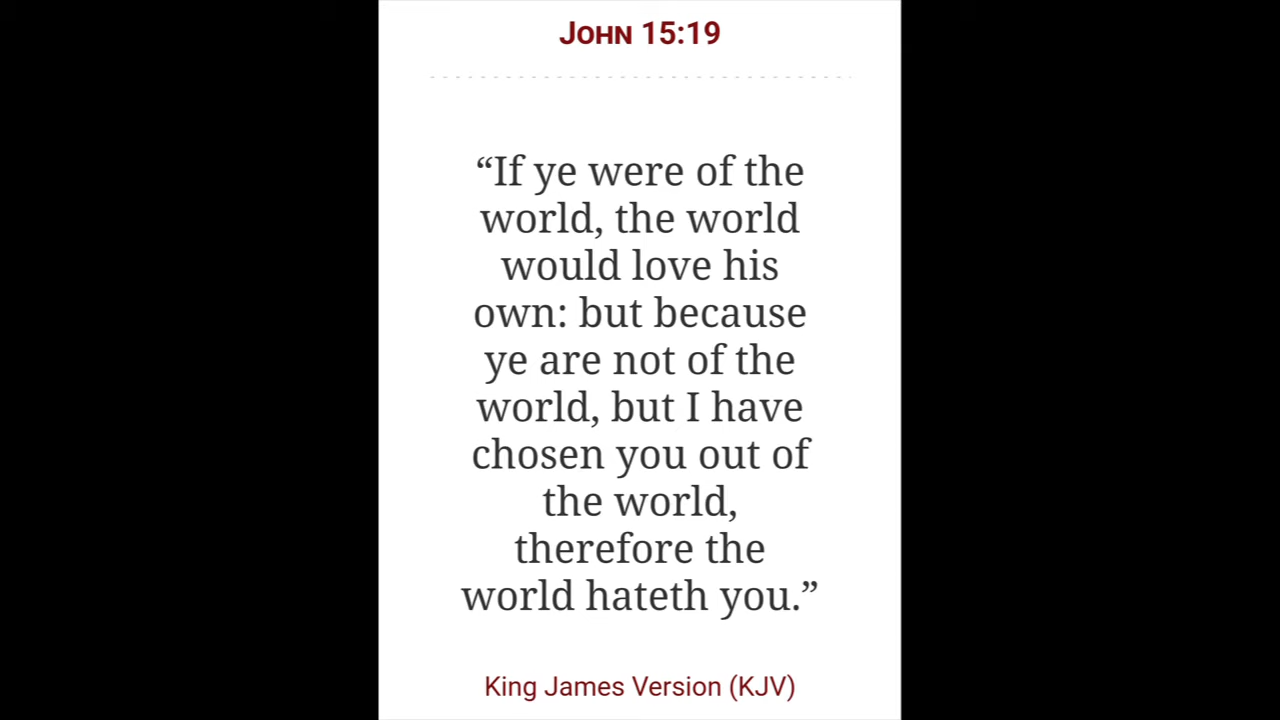 John 15:19
“If ye were of the
world, the world
would love his
own: but because
ye are not of the
world, but I have
chosen you out of
the world,
therefore the
world hateth you.”
King James Version (KJV)